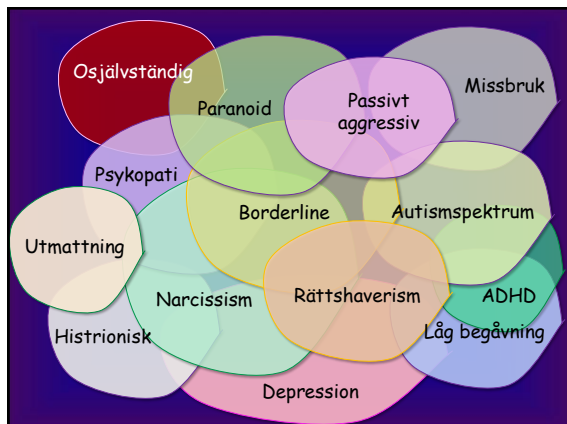 Osjälvständig
Missbruk
Paranoid
Passivt
aggressiv
Psykopati
Borderline
Autismspektrum
Utmattning
Narcissism
Rättshaverism
ADHD
Histrionisk
Låg begåvning
Depression